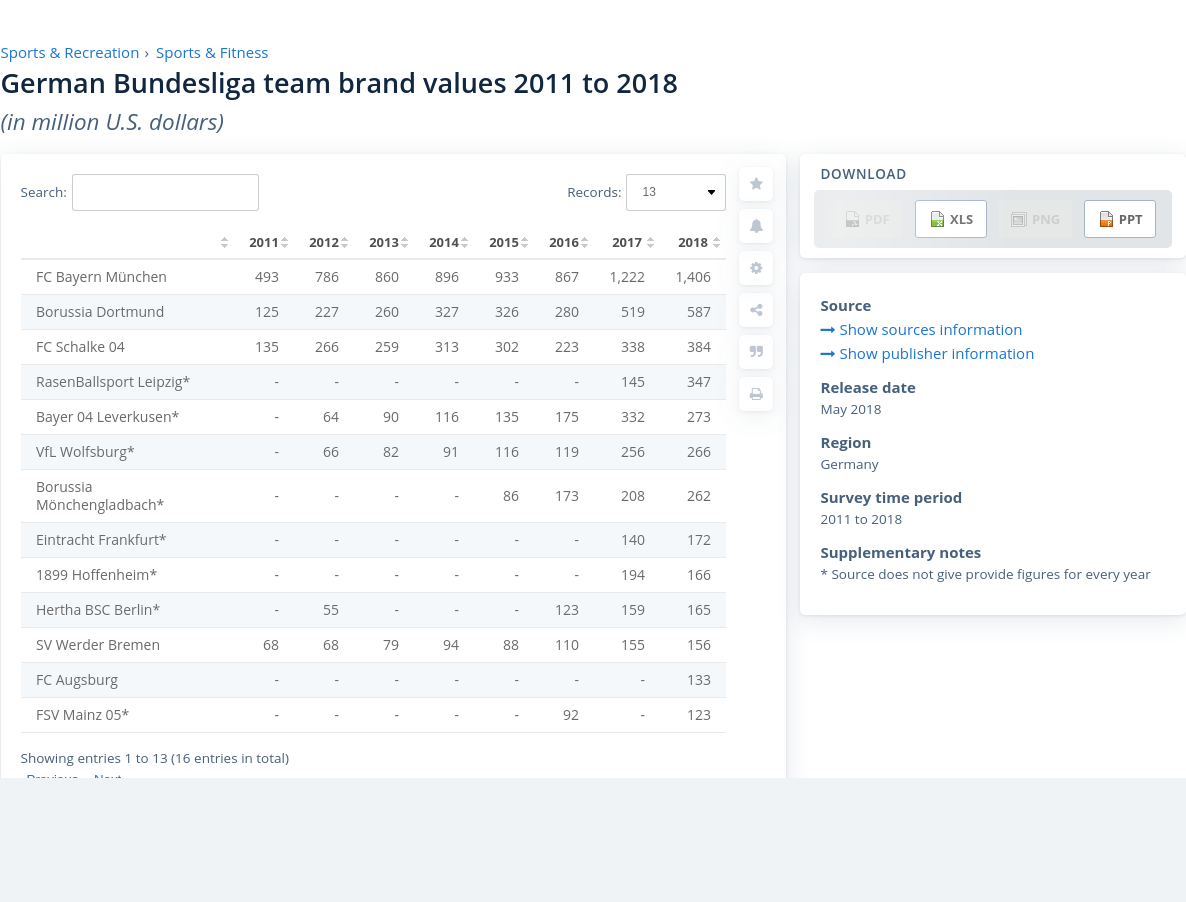 Sports & Recreation › Sports & Fitness
German Bundesliga team brand values 2011 to 2018
(in million U.S. dollars)
Search:
Records: 13
2011 2012 2013 2014 2015 2016 2017 2018
FC Bayern München 493 786 860 896 933 867 1,222 1,406
Borussia Dortmund 125 227 260 327 326 280 519 587
FC Schalke 04 135 266 259 313 302 223 338 384
RasenBallsport Leipzig* - - - - - - 145 347
Bayer 04 Leverkusen* - 64 90 116 135 175 332 273
VfL Wolfsburg* - 66 82 91 116 119 256 266
Borussia
Mönchengladbach* - - - - 86 173 208 262
Eintracht Frankfurt* - - - - - - 140 172
1899 Hoffenheim* - - - - - - 194 166
Hertha BSC Berlin* - 55 - - - 123 159 165
SV Werder Bremen 68 68 79 94 88 110 155 156
FC Augsburg - - - - - - - 133
FSV Mainz 05* - - - - - 92 - 123
Showing entries 1 to 13 (16 entries in total)
Previous Next
DOWNLOAD
PDF XLS PNG PPT
Source
Show sources information
Show publisher information
Release date
May 2018
Region
Germany
Survey time period
2011 to 2018
Supplementary notes
* Source does not give provide figures for every year